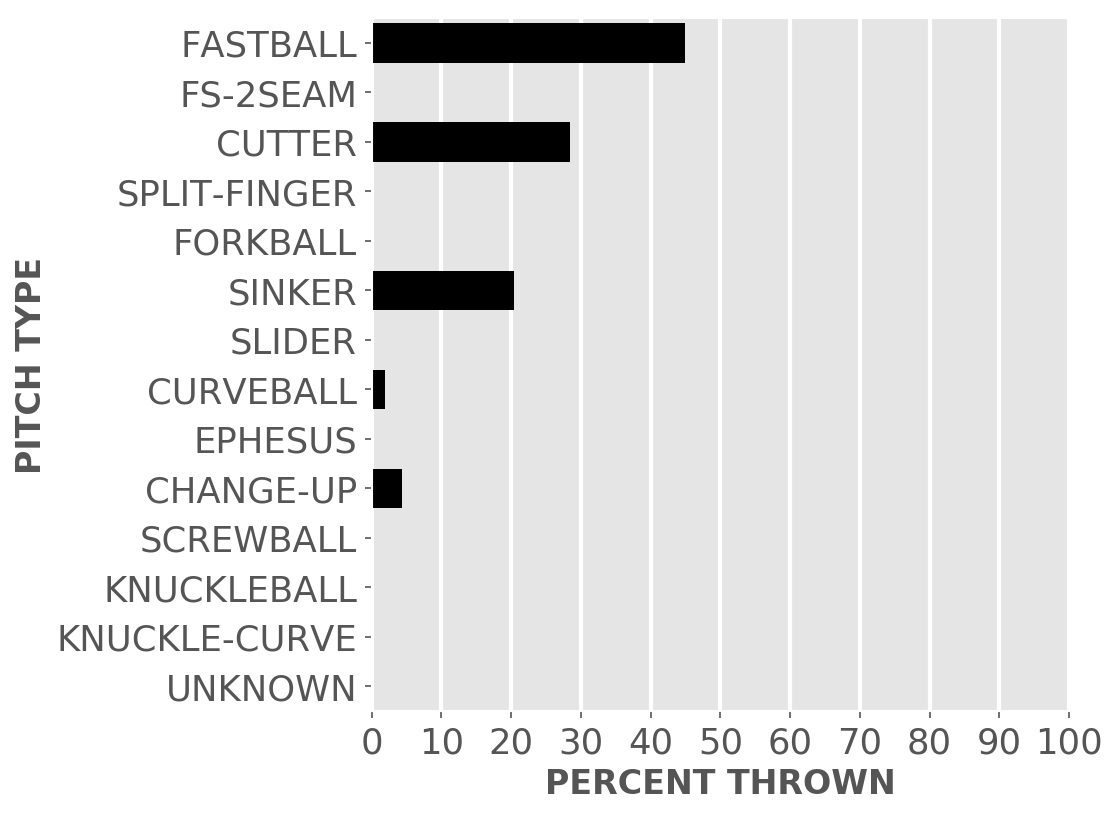 FASTBALL
FS-2SEAM
CUTTER
SPLIT-FINGER
FORKBALL
SINKER
SLIDER
CURVEBALL
EPHESUS
CHANGE-UP
SCREWBALL
KNUCKLEBALL
KNUCKLE-CURVE
UNKNOWN
PITCH TYPE
0 10 20 30 40 50 60 70 80 90 100
PERCENT THROWN